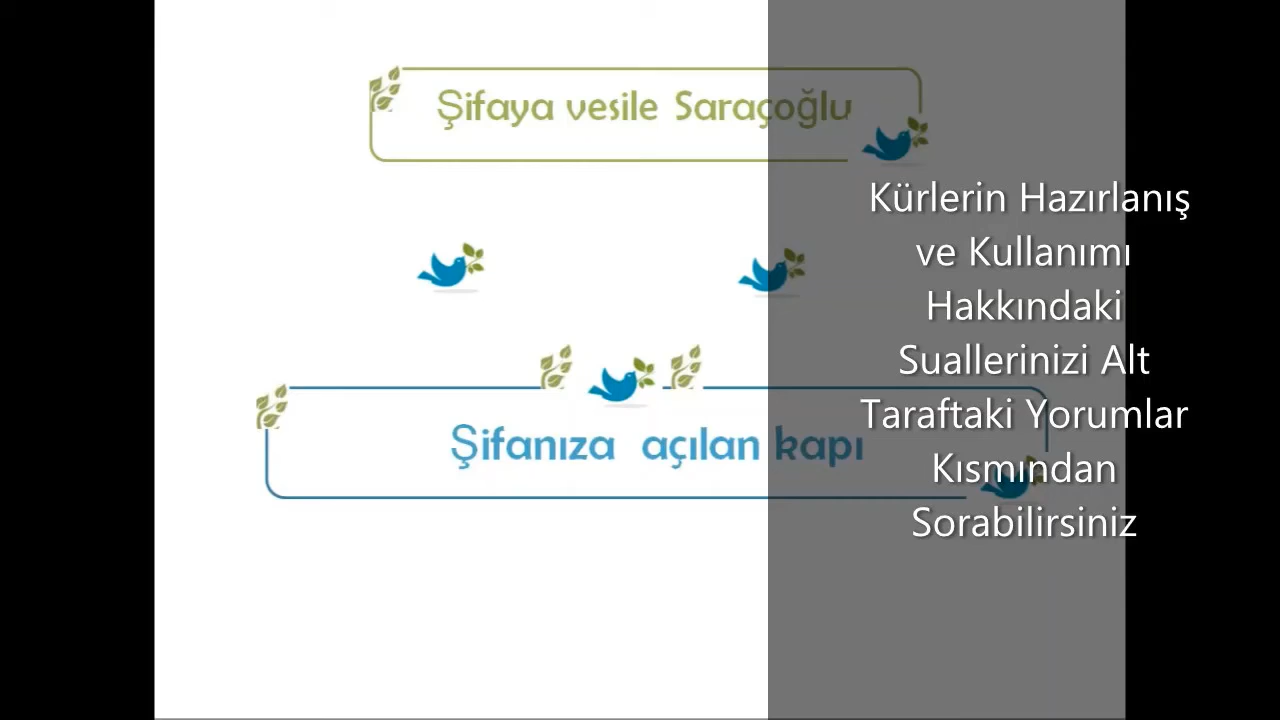 Şifaya vesile Saraçoğlu
Kürlerin Hazırlanış
ve Kullanımı
Hakkındaki
Suallerinizi Alt
Taraftaki Yorumlar
Kısmından
Sorabilirsiniz
Şifanıza açılan kapı